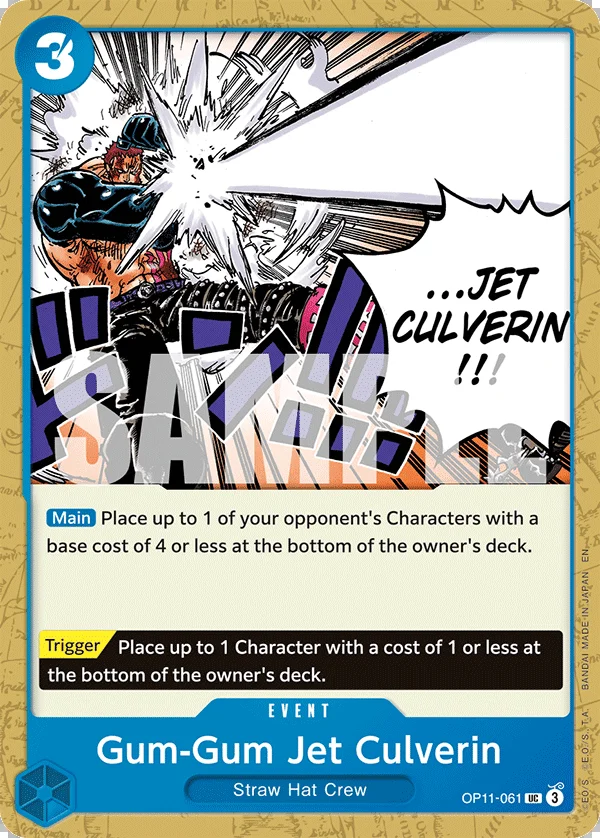 DLICHES EISMEER
3
...JET
CULVERIN
!!!
SAMPLE
Main Place up to 1 of your opponent's Characters with a
base cost of 4 or less at the bottom of the owner's deck.
Trigger Place up to 1 Character with a cost of 1 or less at
the bottom of the owner's deck.
EVENT
Gum-Gum Jet Culverin
Straw Hat Crew
OP11-061 UC 3
©E.O./S. ©E.O./S.,T.A. BANDAI MADE IN JAPAN EN